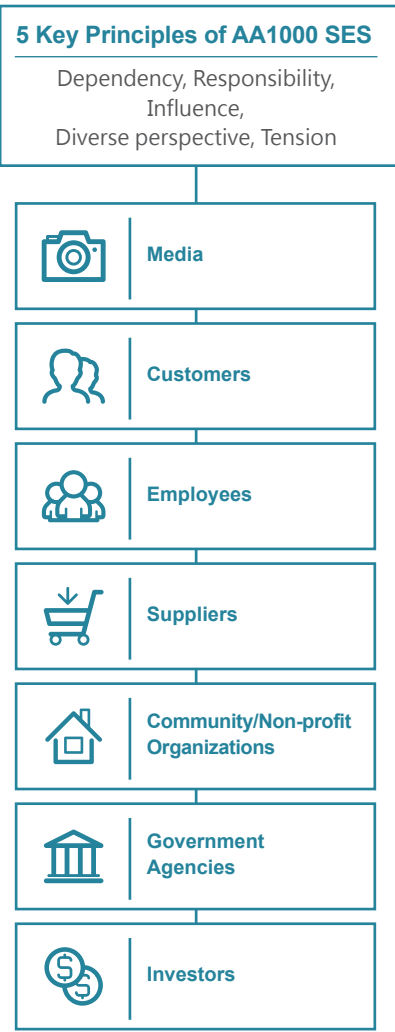 5 Key Principles of AA1000 SES
Dependency, Responsibility,
Influence,
Diverse perspective, Tension
Media
Customers
Employees
Suppliers
Community/Non-profit
Organizations
Government
Agencies
$
$
Investors